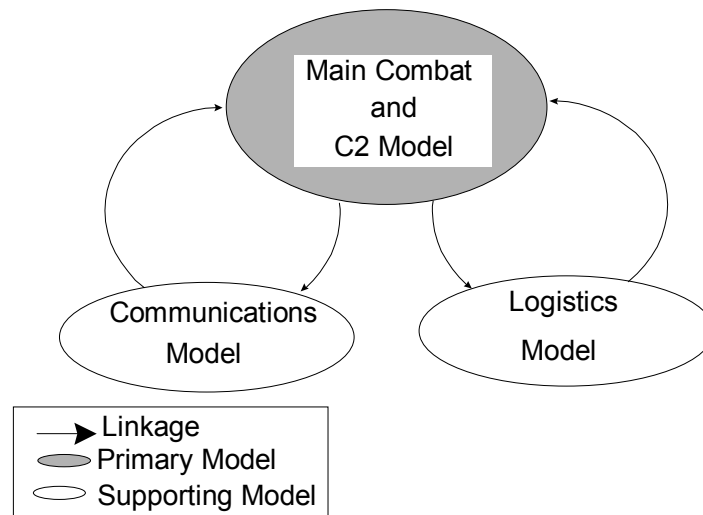 Main Combat
and
C2 Model
Communications
Model
Logistics
Model
Linkage
Primary Model
Supporting Model